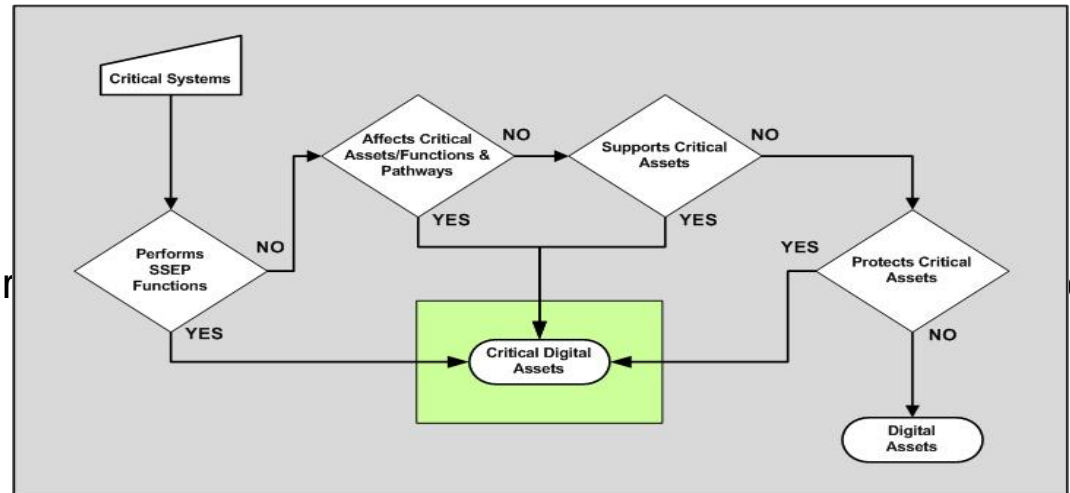 Critical Systems
Performs
SSEP
Functions
NO
YES
Affects Critical
Assets/Functions &
Pathways
NO
YES
Supports Critical
Assets
NO
YES
Protects Critical
Assets
YES
NO
Critical Digital
Assets
Digital
Assets